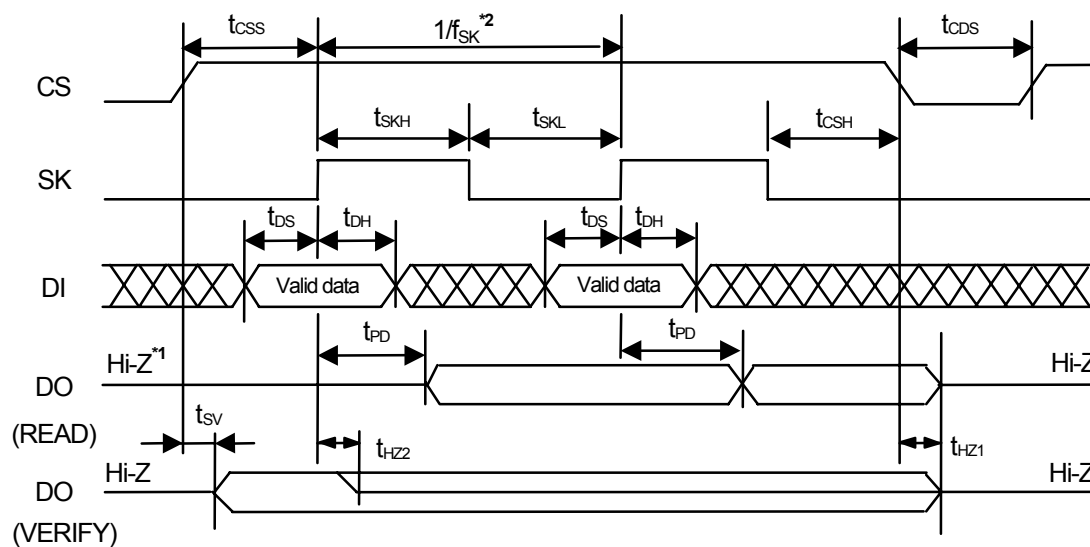 tCSS 1/fSK*2 tCDS
CS
tSKH tSKL tCSH
SK
tDS tDH tDS tDH
DI Valid data Valid data
tPD tPD
Hi-Z*1 Hi-Z
DO
(READ)
tSV tHZ2 tHZ1
Hi-Z Hi-Z
DO
(VERIFY)